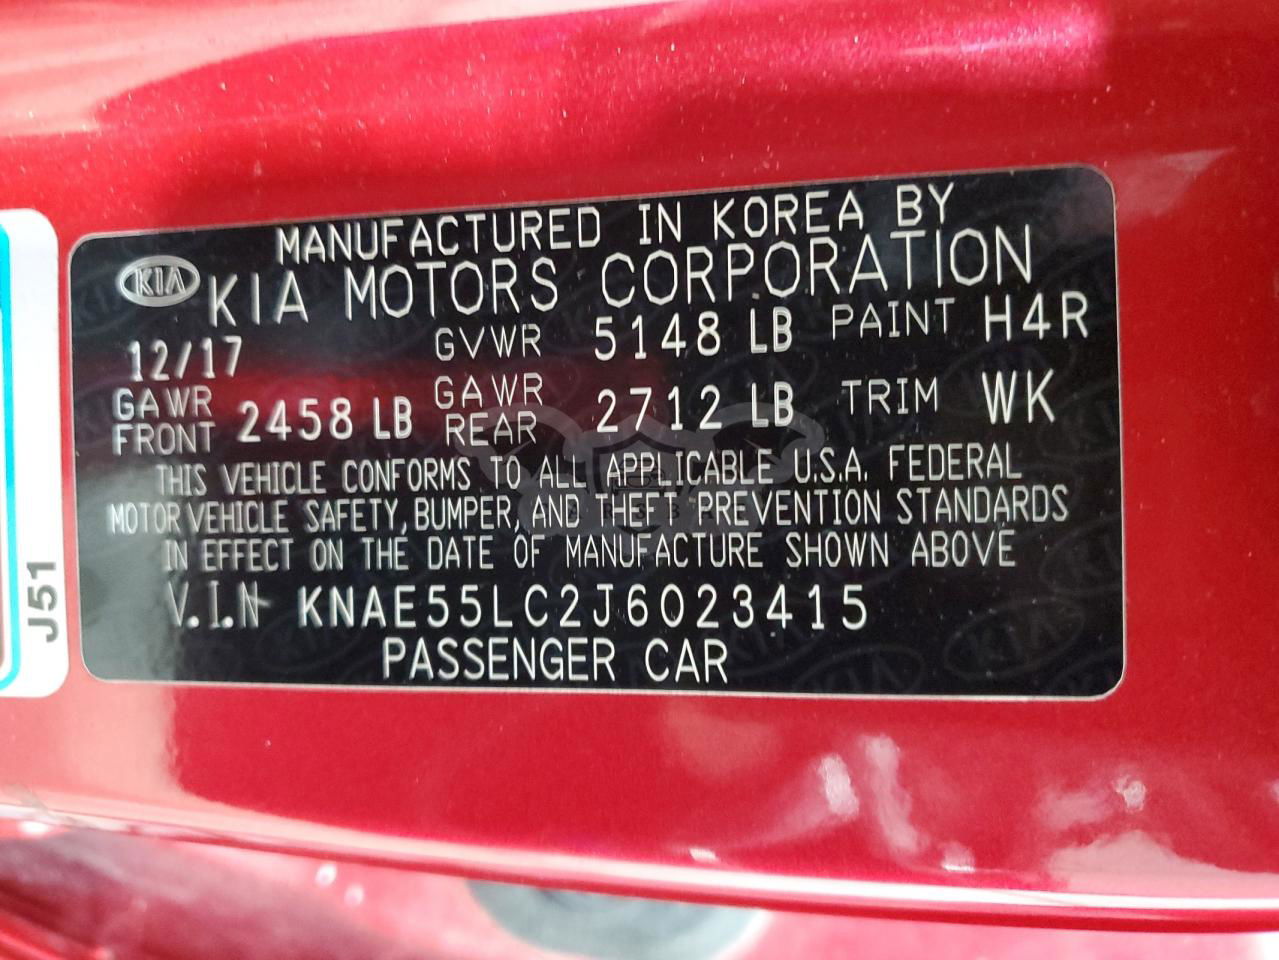 MANUFACTURED IN KOREA BY
KIA KIA MOTORS CORPORATION
12/17 GVWR 5148 LB PAINT H4R
GAWR FRONT 2458 LB GAWR REAR 2712 LB TRIM WK
THIS VEHICLE CONFORMS TO ALL APPLICABLE U.S.A. FEDERAL
MOTOR VEHICLE SAFETY, BUMPER, AND THEFT PREVENTION STANDARDS
IN EFFECT ON THE DATE OF MANUFACTURE SHOWN ABOVE
V.I.N KNAE55LC2J6023415
PASSENGER CAR
J51